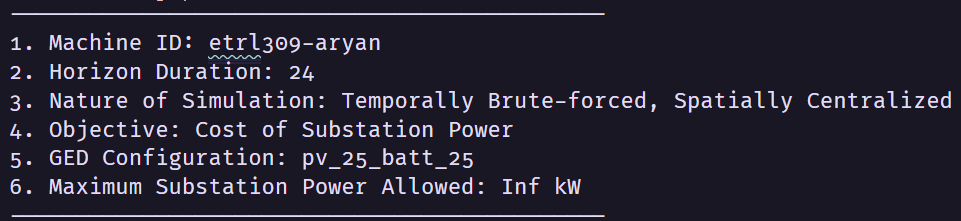 1. Machine ID: etrl309-aryan
2. Horizon Duration: 24
3. Nature of Simulation: Temporally Brute-forced, Spatially Centralized
4. Objective: Cost of Substation Power
5. GED Configuration: pv_25_batt_25
6. Maximum Substation Power Allowed: Inf kW